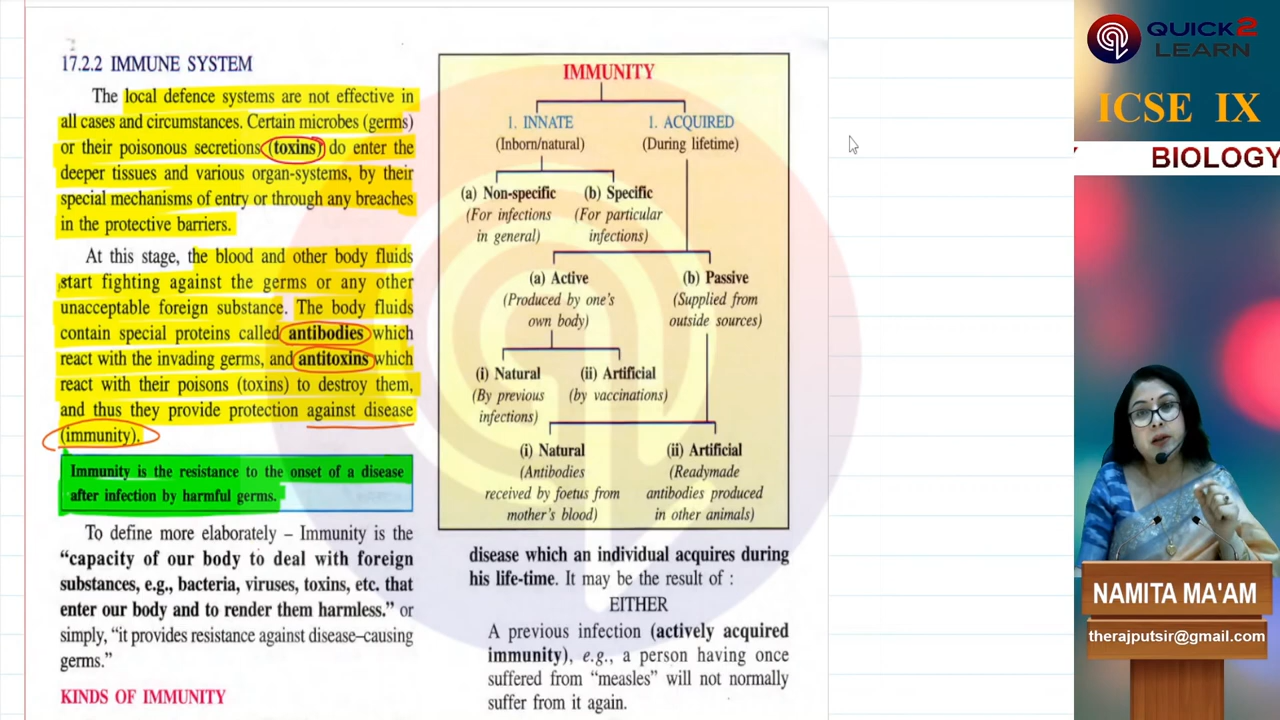 17.2.2 IMMUNE SYSTEM
The local defence systems are not effective in
all cases and circumstances. Certain microbes (germs)
or their poisonous secretions (toxins) do enter the
deeper tissues and various organ-systems, by their
special mechanisms of entry or through any breaches
in the protective barriers.
At this stage, the blood and other body fluids
start fighting against the germs or any other
unacceptable foreign substance. The body fluids
contain special proteins called antibodies which
react with the invading germs, and antitoxins which
react with their poisons (toxins) to destroy them,
and thus they provide protection against disease
(immunity).
Immunity is the resistance to the onset of a disease
after infection by harmful germs.
To define more elaborately – Immunity is the
“capacity of our body to deal with foreign
substances, e.g., bacteria, viruses, toxins, etc. that
enter our body and to render them harmless.” or
simply, “it provides resistance against disease–causing
germs.”
KINDS OF IMMUNITY
IMMUNITY
1. INNATE
(Inborn/natural)
1. ACQUIRED
(During lifetime)
(a) Non-specific
(For infections
in general)
(b) Specific
(For particular
infections)
(a) Active
(Produced by one's
own body)
(b) Passive
(Supplied from
outside sources)
(i) Natural
(By previous
infections)
(ii) Artificial
(by vaccinations)
(i) Natural
(Antibodies
received by foetus from
mother's blood)
(ii) Artificial
(Readymade
antibodies produced
in other animals)
disease which an individual acquires during
his life-time. It may be the result of :
EITHER
A previous infection (actively acquired
immunity), e.g., a person having once
suffered from “measles” will not normally
suffer from it again.
QUICK2
LEARN
ICSE IX
BIOLOGY
NAMITA MA'AM
therajputsir@gmail.com